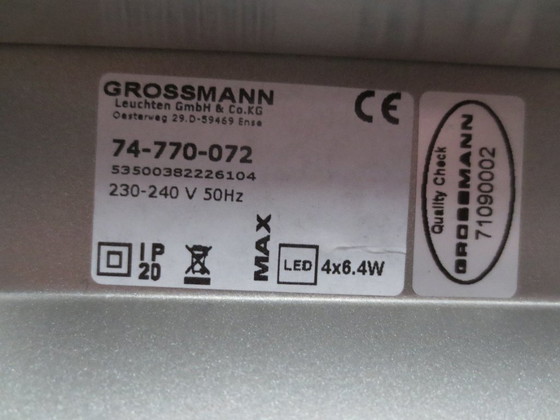 GROSSMANN
Leuchten GmbH & Co.KG
Oesterweg 29.D-59469 Ense
CE
74-770-072
53500382226104
230-240 V 50Hz
IP
20
MAX
LED 4x6.4W
Quality Check
GROSSMANN
71090002